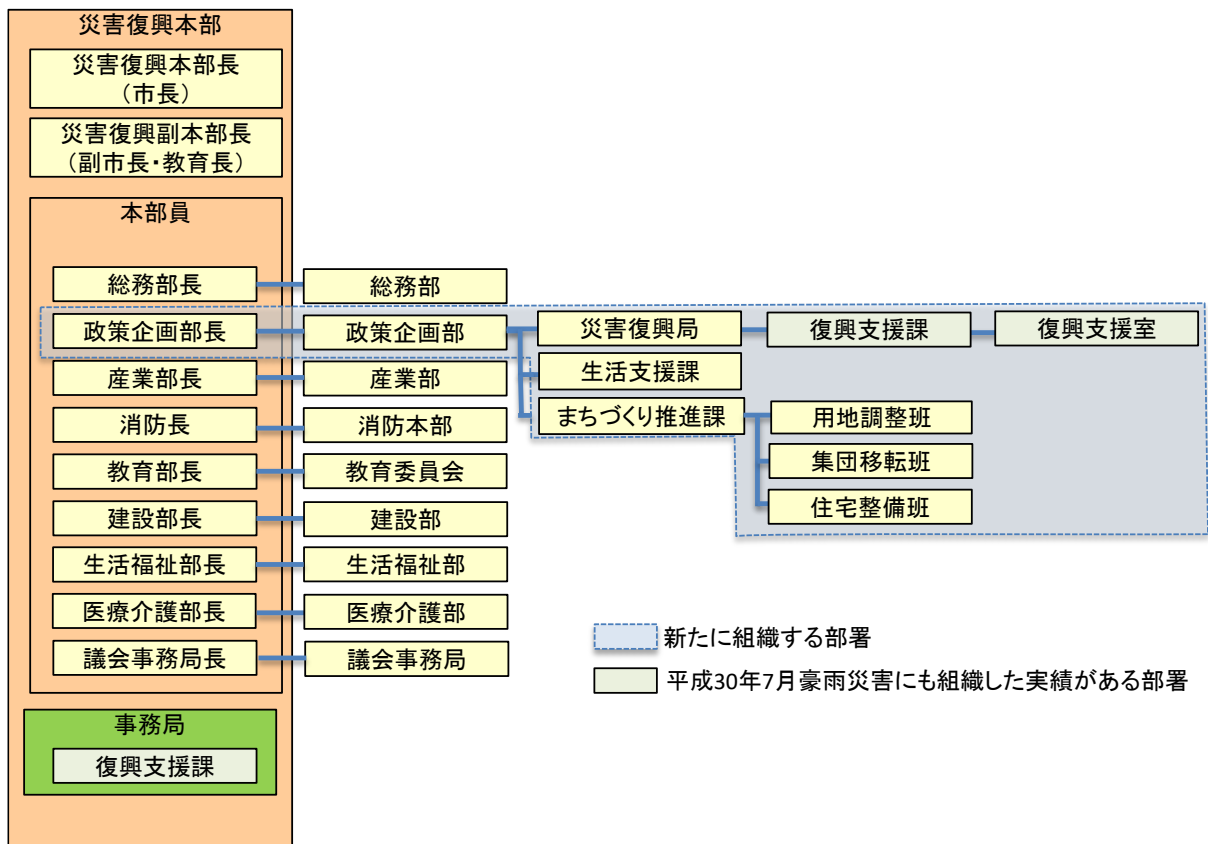 災害復興本部
災害復興本部長
（市長）
災害復興副本部長
（副市長・教育長）
本部員
総務部長
総務部
政策企画部長
政策企画部
災害復興局
復興支援課
復興支援室
産業部長
産業部
生活支援課
消防長
消防本部
まちづくり推進課
用地調整班
教育部長
教育委員会
集団移転班
建設部長
建設部
住宅整備班
生活福祉部長
生活福祉部
医療介護部長
医療介護部
議会事務局長
議会事務局
新たに組織する部署
平成30年7月豪雨災害にも組織した実績がある部署
事務局
復興支援課